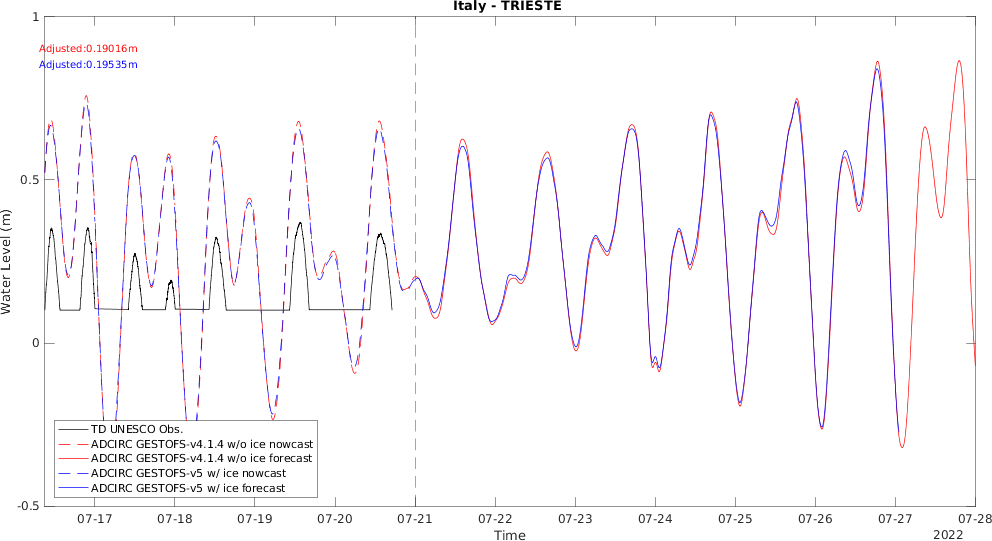 Italy - TRIESTE
1
Adjusted:0.19016m
Adjusted:0.19535m
0.5
Water Level (m)
0
TD UNESCO Obs.
ADCIRC GESTOFS-v4.1.4 w/o ice nowcast
ADCIRC GESTOFS-v4.1.4 w/o ice forecast
ADCIRC GESTOFS-v5 w/ ice nowcast
ADCIRC GESTOFS-v5 w/ ice forecast
-0.5
07-17 07-18 07-19 07-20 07-21 07-22 07-23 07-24 07-25 07-26 07-27 07-28
Time
2022